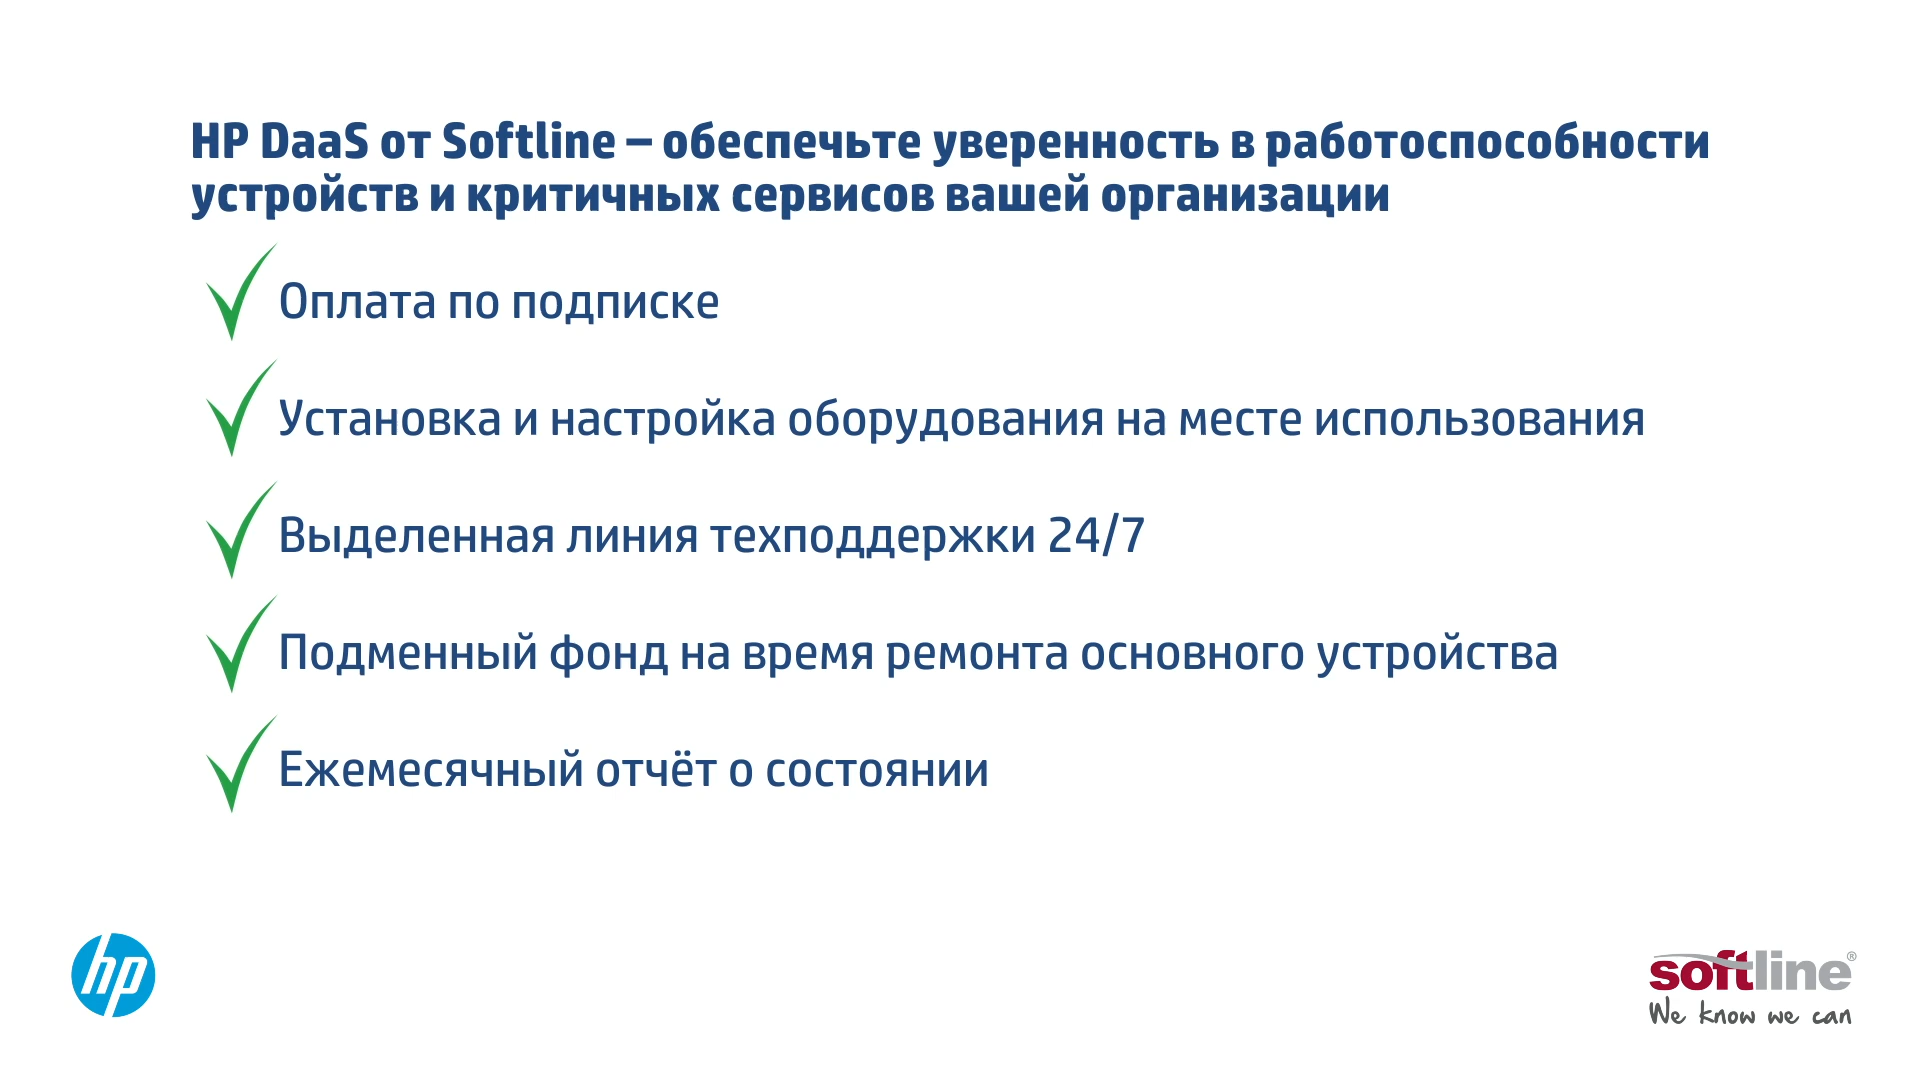 HP DaaS от Softline – обеспечьте уверенность в работоспособности
устройств и критичных сервисов вашей организации
Оплата по подписке
Установка и настройка оборудования на месте использования
Выделенная линия техподдержки 24/7
Подменный фонд на время ремонта основного устройства
Ежемесячный отчёт о состоянии
hp
softline®
We know we can